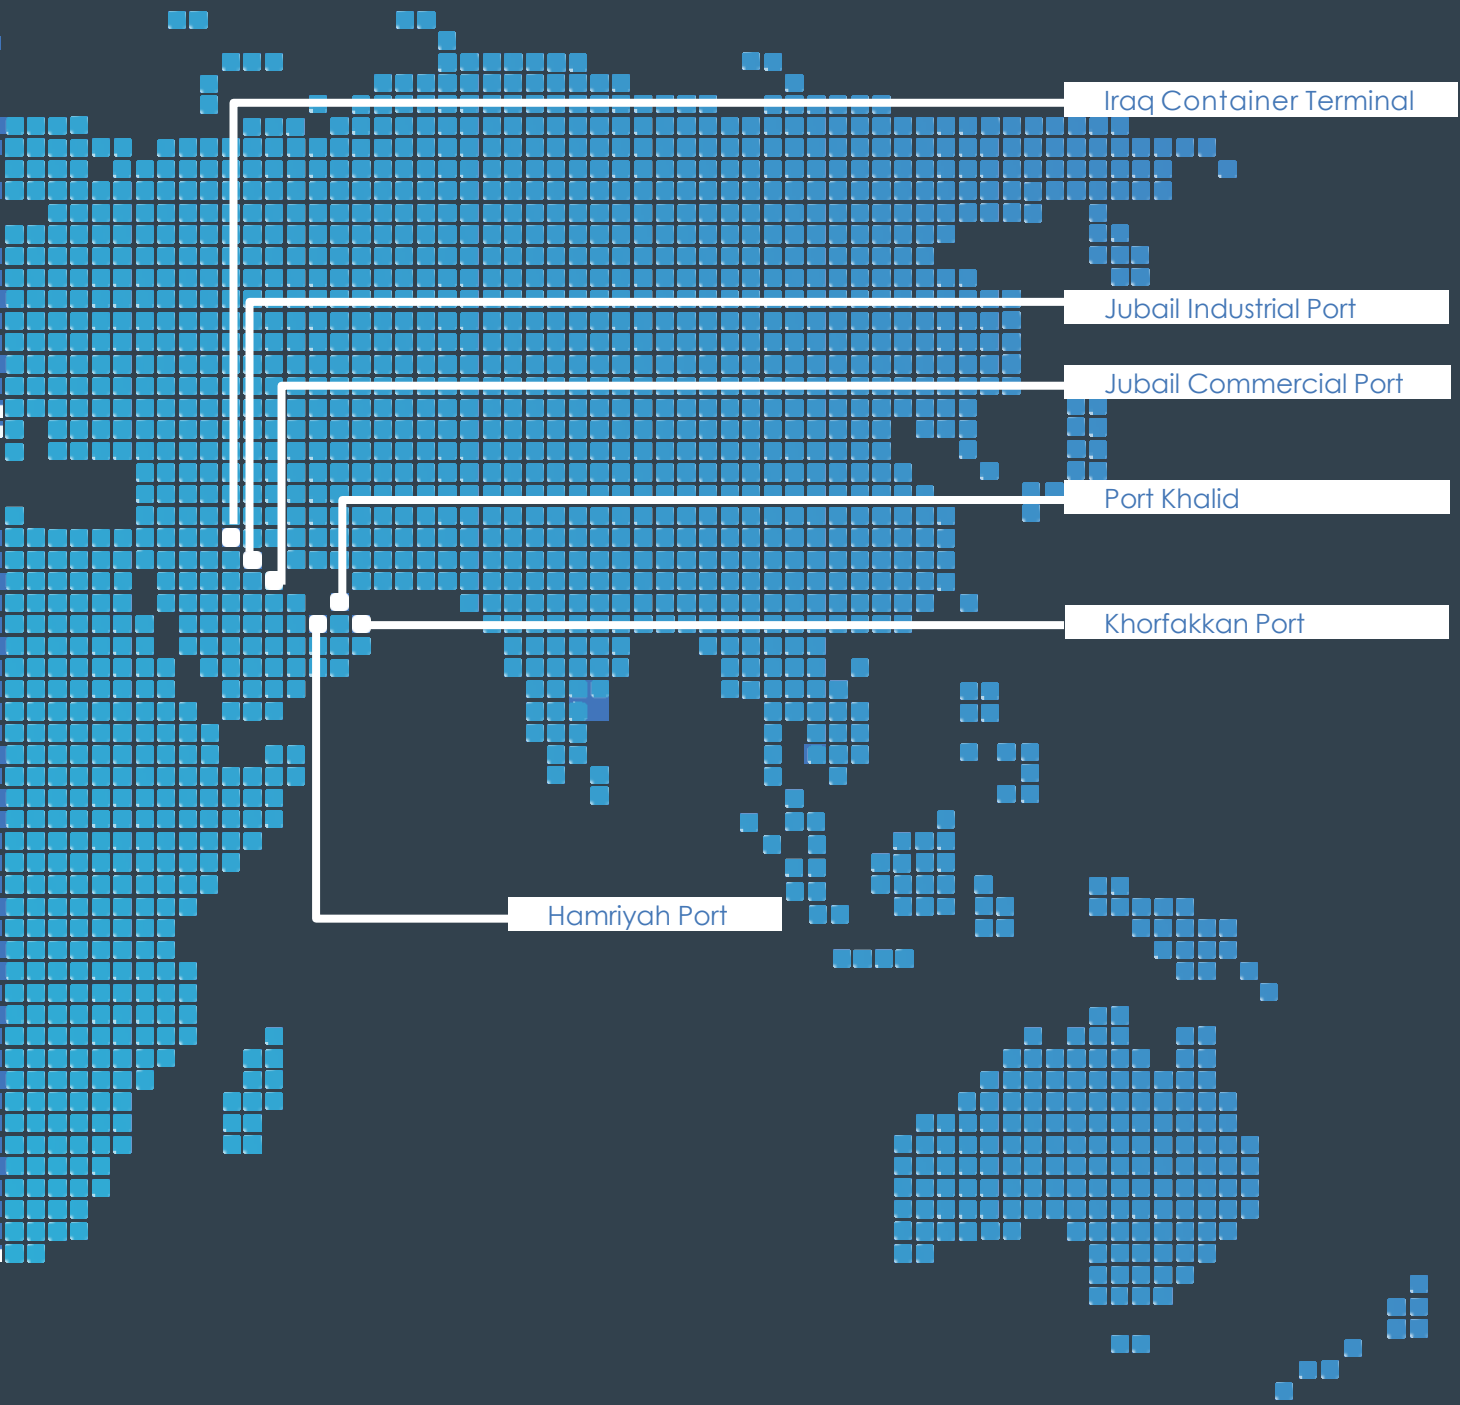 Iraq Container Terminal
Jubail Industrial Port
Jubail Commercial Port
Port Khalid
Khorfakkan Port
Hamriyah Port